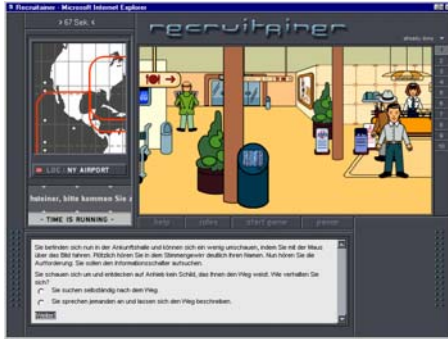 Recruitainer - Microsoft Internet Explorer
> 67 Sek. <
recruitainer
already done
1
LOC: NY AIRPORT
hateiner, bitte kommen Sie z
- TIME IS RUNNING -
help
start game
Sie befinden sich nun in der Ankunftshalle und können sich ein wenig umschauen, indem Sie mit der Maus
über das Bild fahren. Plötzlich hören Sie in dem Stimmengewirr deutlich Ihren Namen. Nun hören Sie die
Aufforderung: Sie sollen den Informationsschalter aufsuchen.
Sie schauen sich um und entdecken auf Anhieb kein Schild, das Ihnen den Weg weist. Wie verhalten Sie
sich?
Sie suchen selbständig nach dem Weg.
Sie sprechen jemanden an und lassen sich den Weg beschreiben.
Weiter